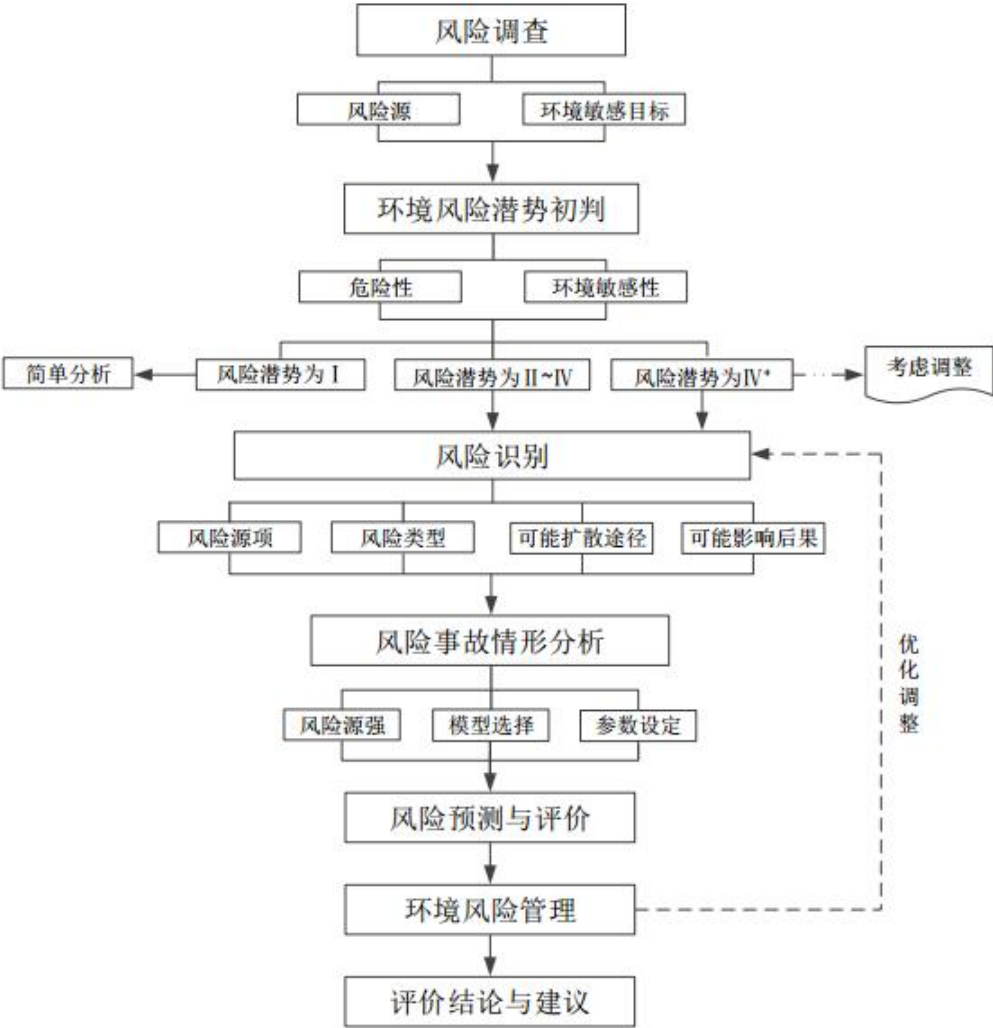 风险调查
风险源
环境敏感目标
环境风险潜势初判
危险性
环境敏感性
简单分析
风险潜势为Ⅰ
风险潜势为Ⅱ~Ⅳ
风险潜势为Ⅳ+
考虑调整
风险识别
风险源项
风险类型
可能扩散途径
可能影响后果
风险事故情形分析
优化调整
风险源强
模型选择
参数设定
风险预测与评价
环境风险管理
评价结论与建议